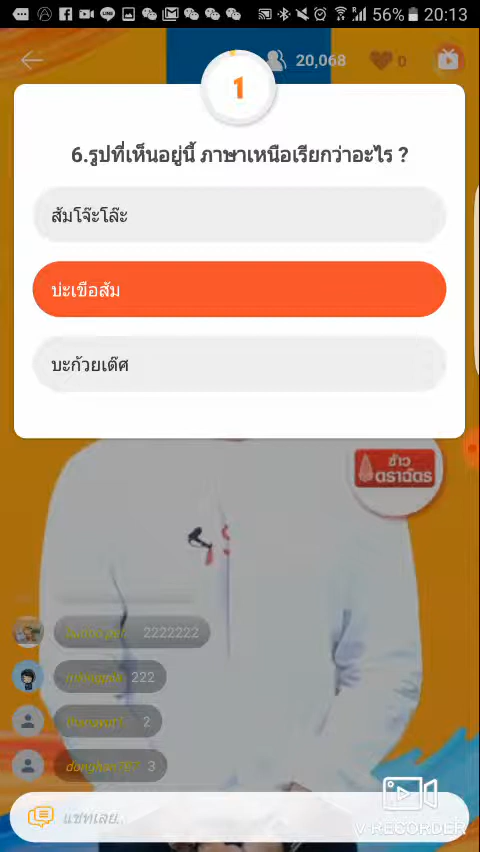 56% 20:13
20,068 0
1
6.รูปที่เห็นอยู่นี้ ภาษาเหนือเรียกว่าอะไร ?
ส้มโจ๊ะโล๊ะ
บ่ะเขือส้ม
บะก้วยเต๊ศ
ข้าว
ตราฉัตร
2222222
222
2
3
แชทเลย..
V-RECORDER